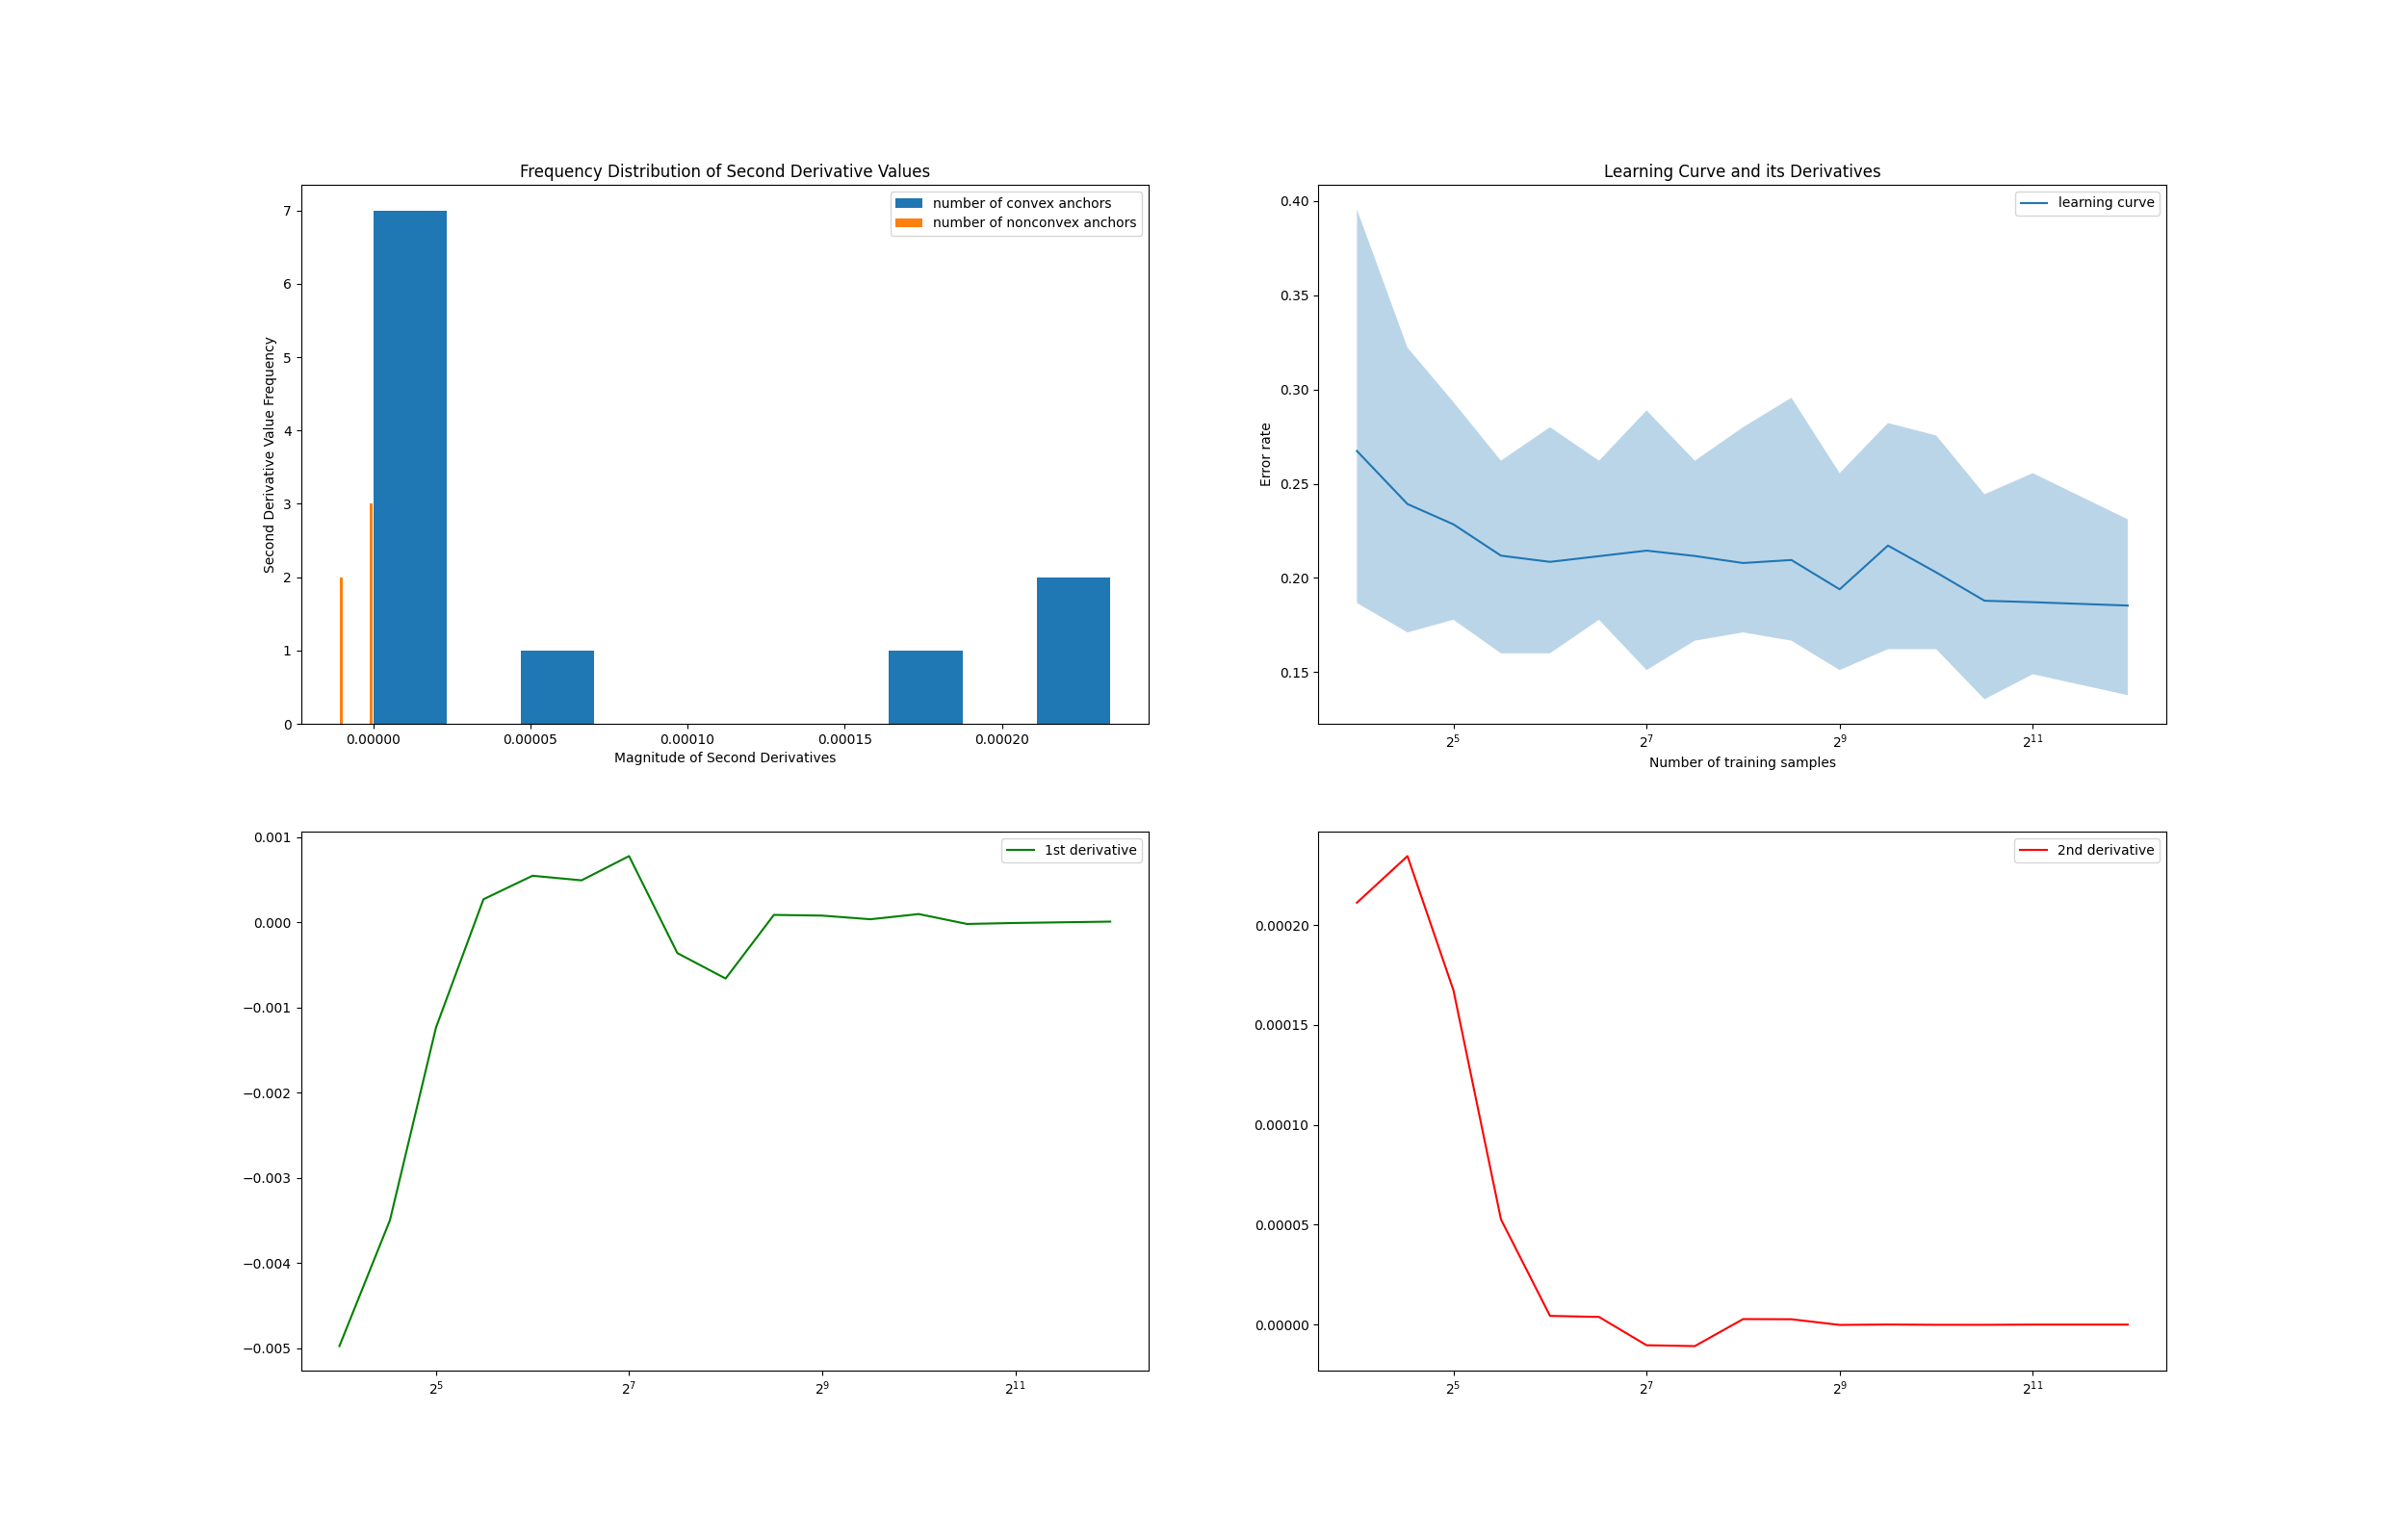 Frequency Distribution of Second Derivative Values
number of convex anchors
number of nonconvex anchors
7
6
5
4
3
2
1
0
Second Derivative Value Frequency
0.00000 0.00005 0.00010 0.00015 0.00020
Magnitude of Second Derivatives
Learning Curve and its Derivatives
learning curve
0.40
0.35
0.30
0.25
0.20
0.15
Error rate
2^5 2^7 2^9 2^11
Number of training samples
1st derivative
0.001
0.000
−0.001
−0.002
−0.003
−0.004
−0.005
2^5 2^7 2^9 2^11
2nd derivative
0.00020
0.00015
0.00010
0.00005
0.00000
2^5 2^7 2^9 2^11